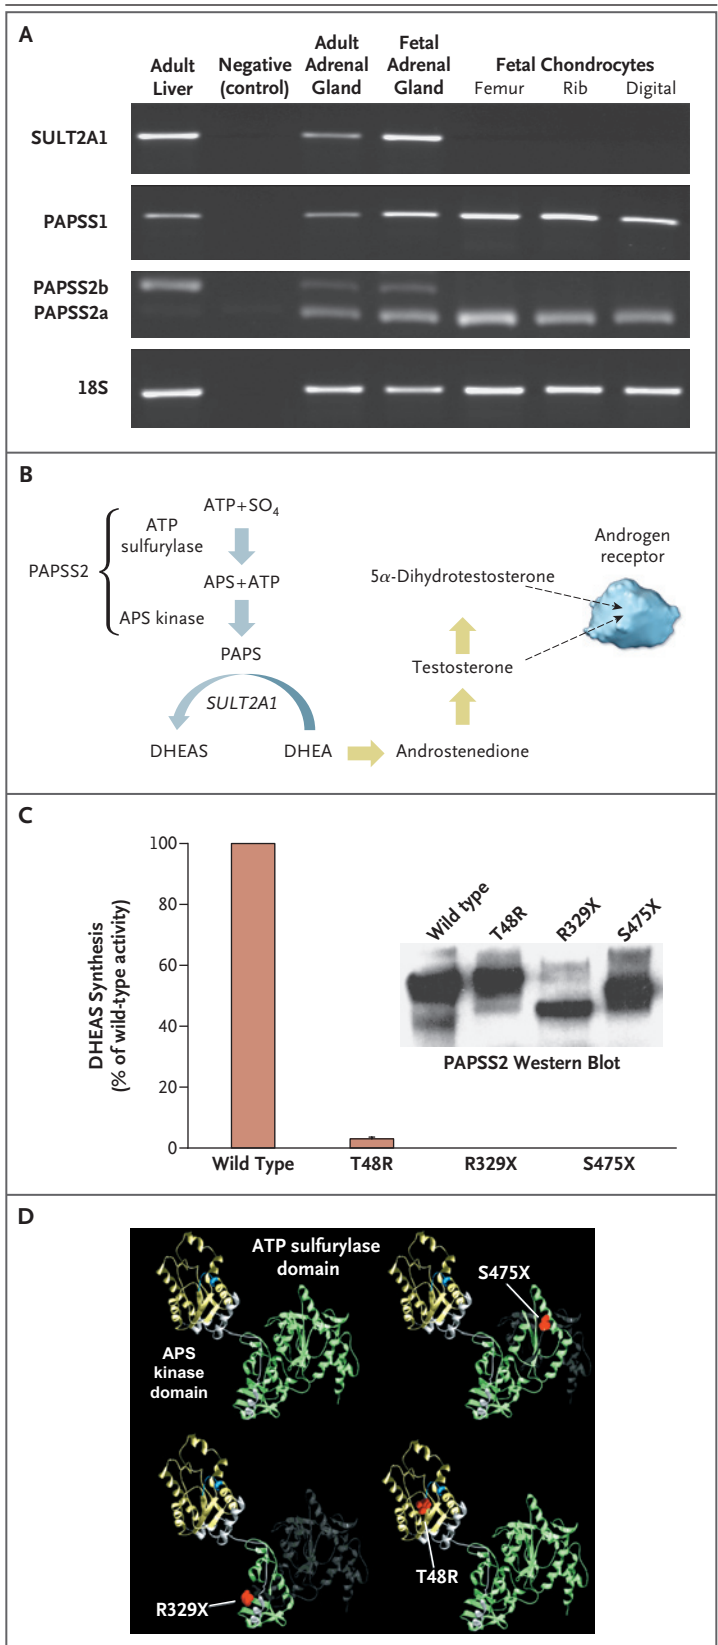 A
Adult
Liver
Negative
(control)
Adult
Adrenal
Gland
Fetal
Adrenal
Gland
Fetal Chondrocytes
Femur Rib Digital
SULT2A1
PAPSS1
PAPSS2b
PAPSS2a
18S
B
PAPSS2
ATP
sulfurylase
APS kinase
ATP+SO₄
APS+ATP
PAPS
SULT2A1
DHEAS DHEA Androstenedione
Testosterone
5α-Dihydrotestosterone
Androgen
receptor
C
DHEAS Synthesis
(% of wild-type activity)
100
80
60
40
20
0
Wild Type T48R R329X S475X
Wild type T48R R329X S475X
PAPSS2 Western Blot
D
ATP sulfurylase
domain
APS
kinase
domain
S475X
R329X
T48R